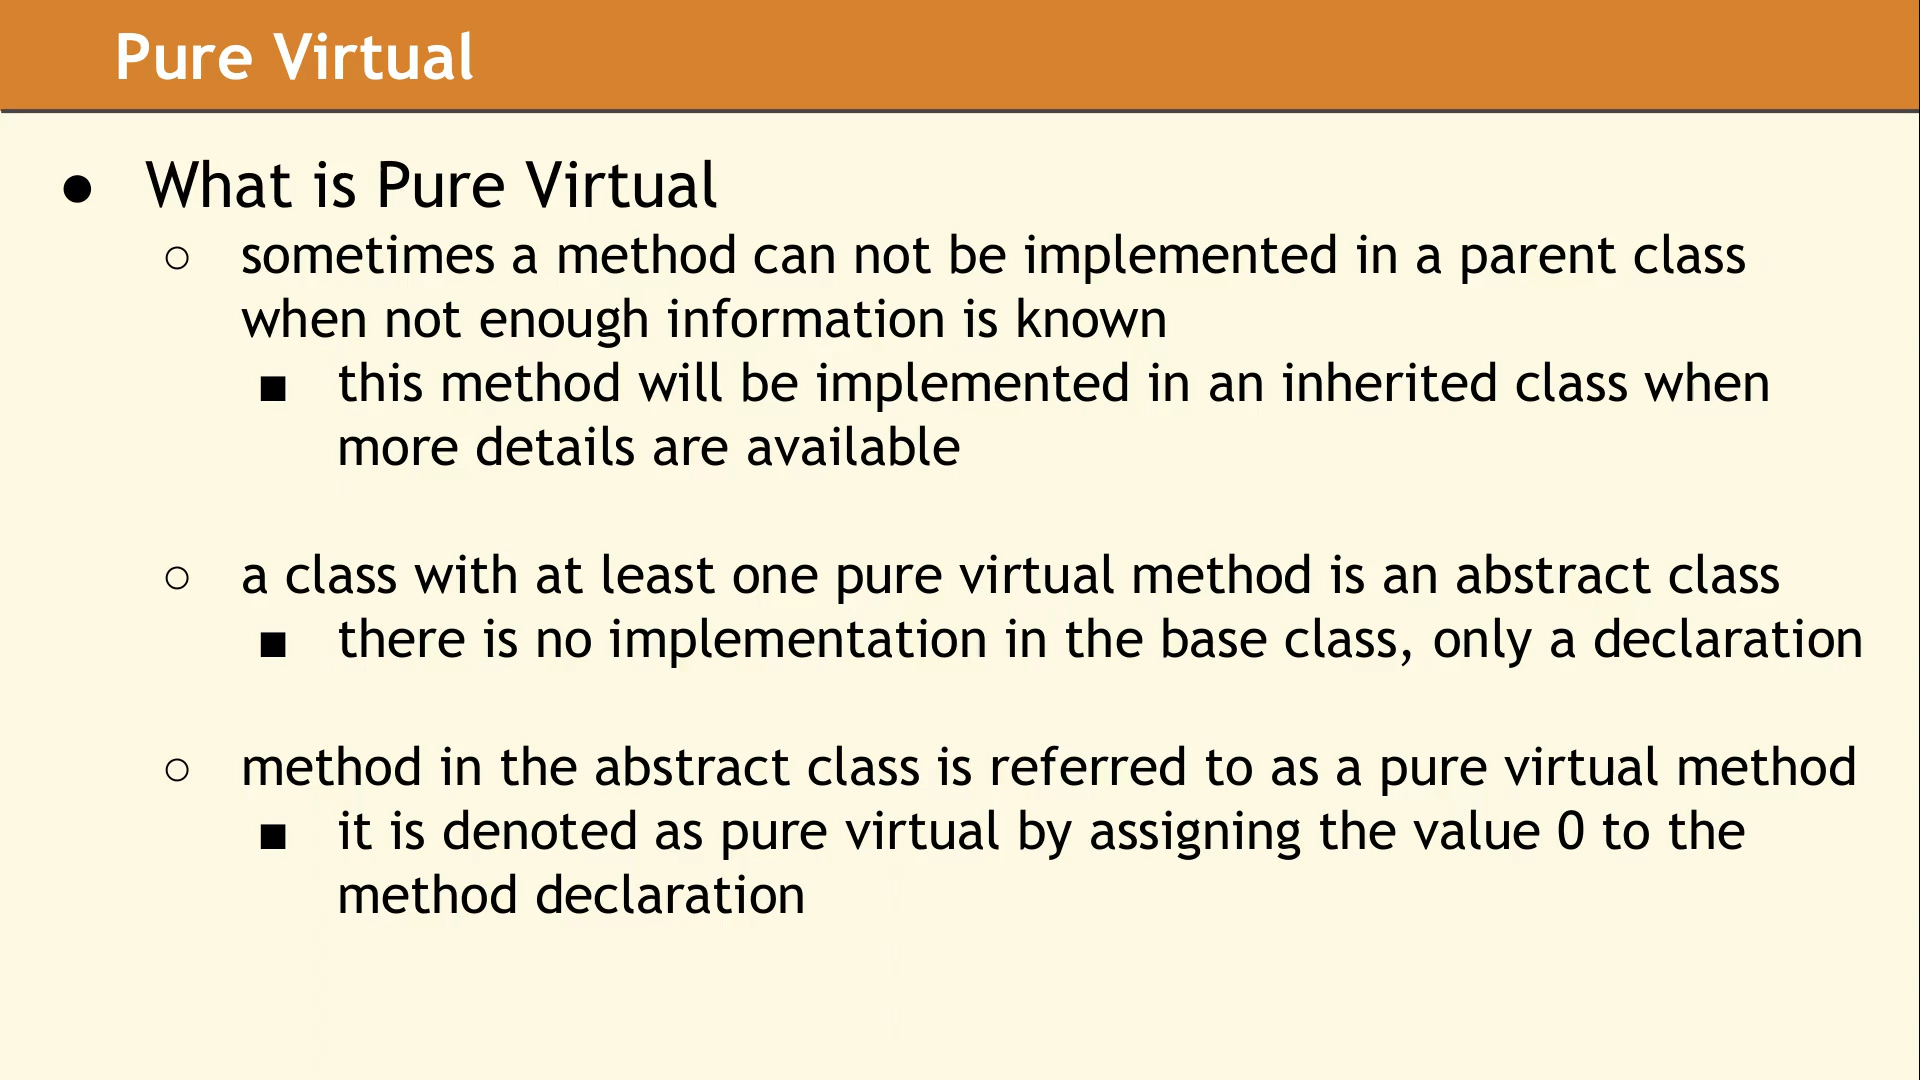 Pure Virtual
● What is Pure Virtual
○ sometimes a method can not be implemented in a parent class
when not enough information is known
■ this method will be implemented in an inherited class when
more details are available
○ a class with at least one pure virtual method is an abstract class
■ there is no implementation in the base class, only a declaration
○ method in the abstract class is referred to as a pure virtual method
■ it is denoted as pure virtual by assigning the value 0 to the
method declaration